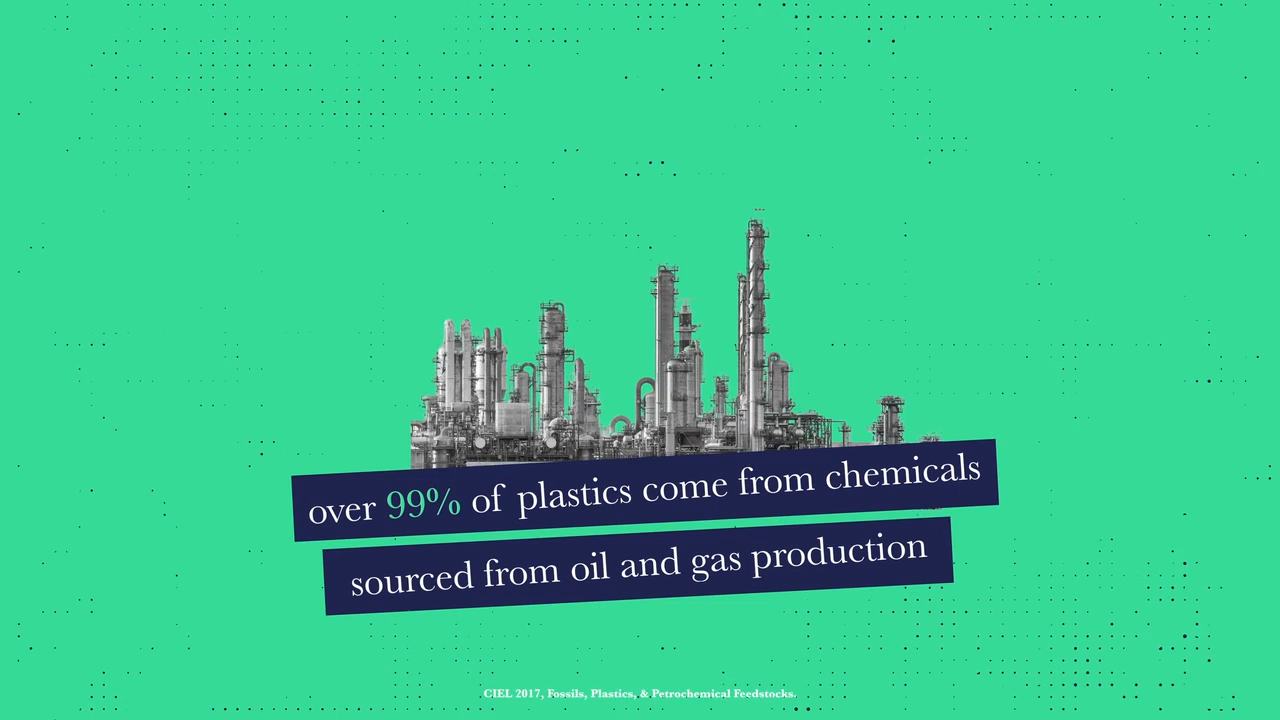 over 99% of plastics come from chemicals
sourced from oil and gas production
CIEL 2017, Fossils, Plastics, & Petrochemical Feedstocks.